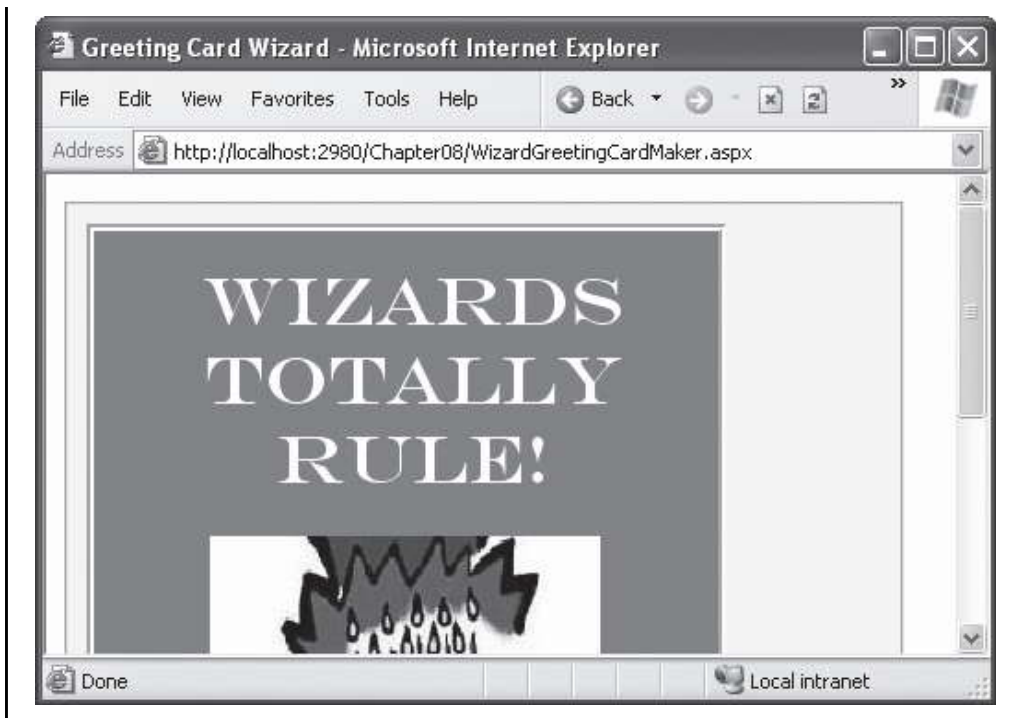 Greeting Card Wizard - Microsoft Internet Explorer
File Edit View Favorites Tools Help Back »
Address http://localhost:2980/Chapter08/WizardGreetingCardMaker.aspx
WIZARDS
TOTALLY
RULE!
Done Local intranet